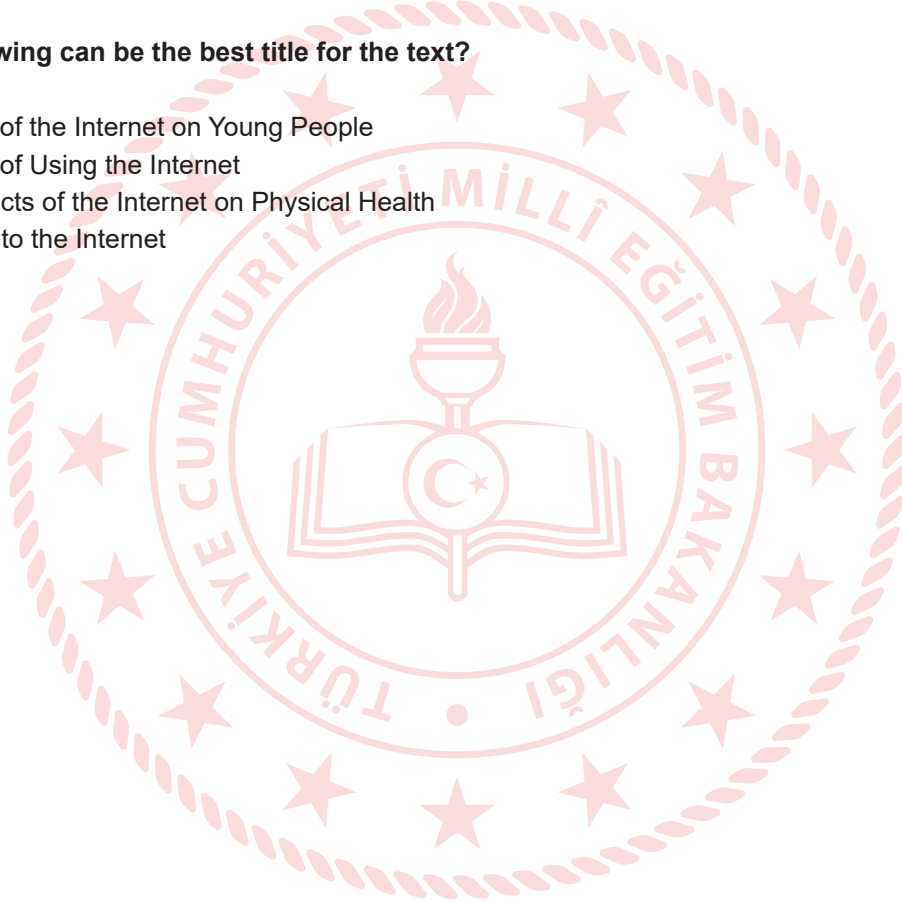 wing can be the best title for the text?
of the Internet on Young People
of Using the Internet
cts of the Internet on Physical Health
to the Internet
TÜRKİYE CUMHURİYETİ MİLLÎ EĞİTİM BAKANLIĞI